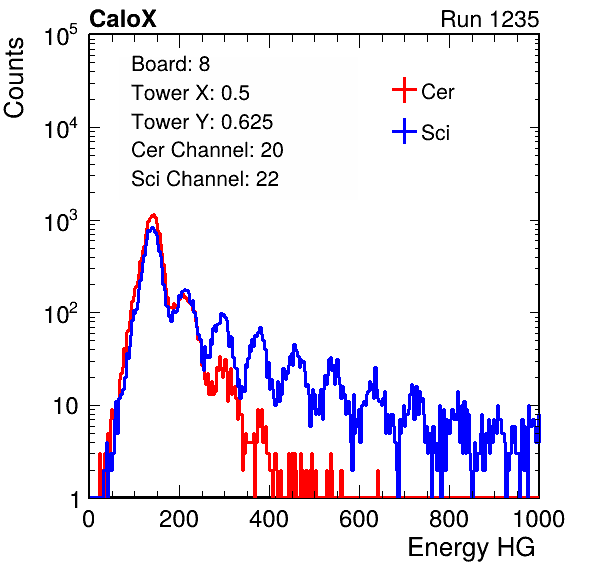 CaloX Run 1235
Counts
Board: 8
Tower X: 0.5
Tower Y: 0.625
Cer Channel: 20
Sci Channel: 22
Cer
Sci
10^5
10^4
10^3
10^2
10
1
0 200 400 600 800 1000
Energy HG